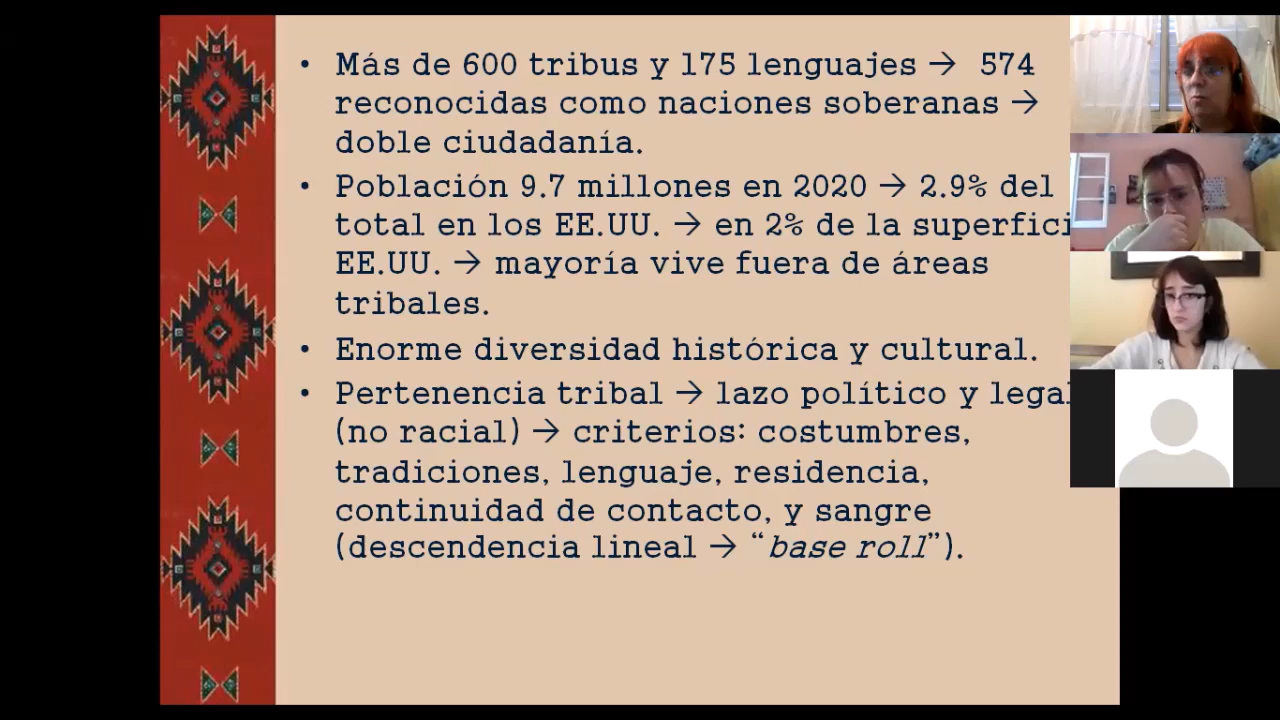 • Más de 600 tribus y 175 lenguajes → 574
reconocidas como naciones soberanas →
doble ciudadanía.
• Población 9.7 millones en 2020 → 2.9% del
total en los EE.UU. → en 2% de la superfici
EE.UU. → mayoría vive fuera de áreas
tribales.
• Enorme diversidad histórica y cultural.
• Pertenencia tribal → lazo político y legal
(no racial) → criterios: costumbres,
tradiciones, lenguaje, residencia,
continuidad de contacto, y sangre
(descendencia lineal → “base roll”).